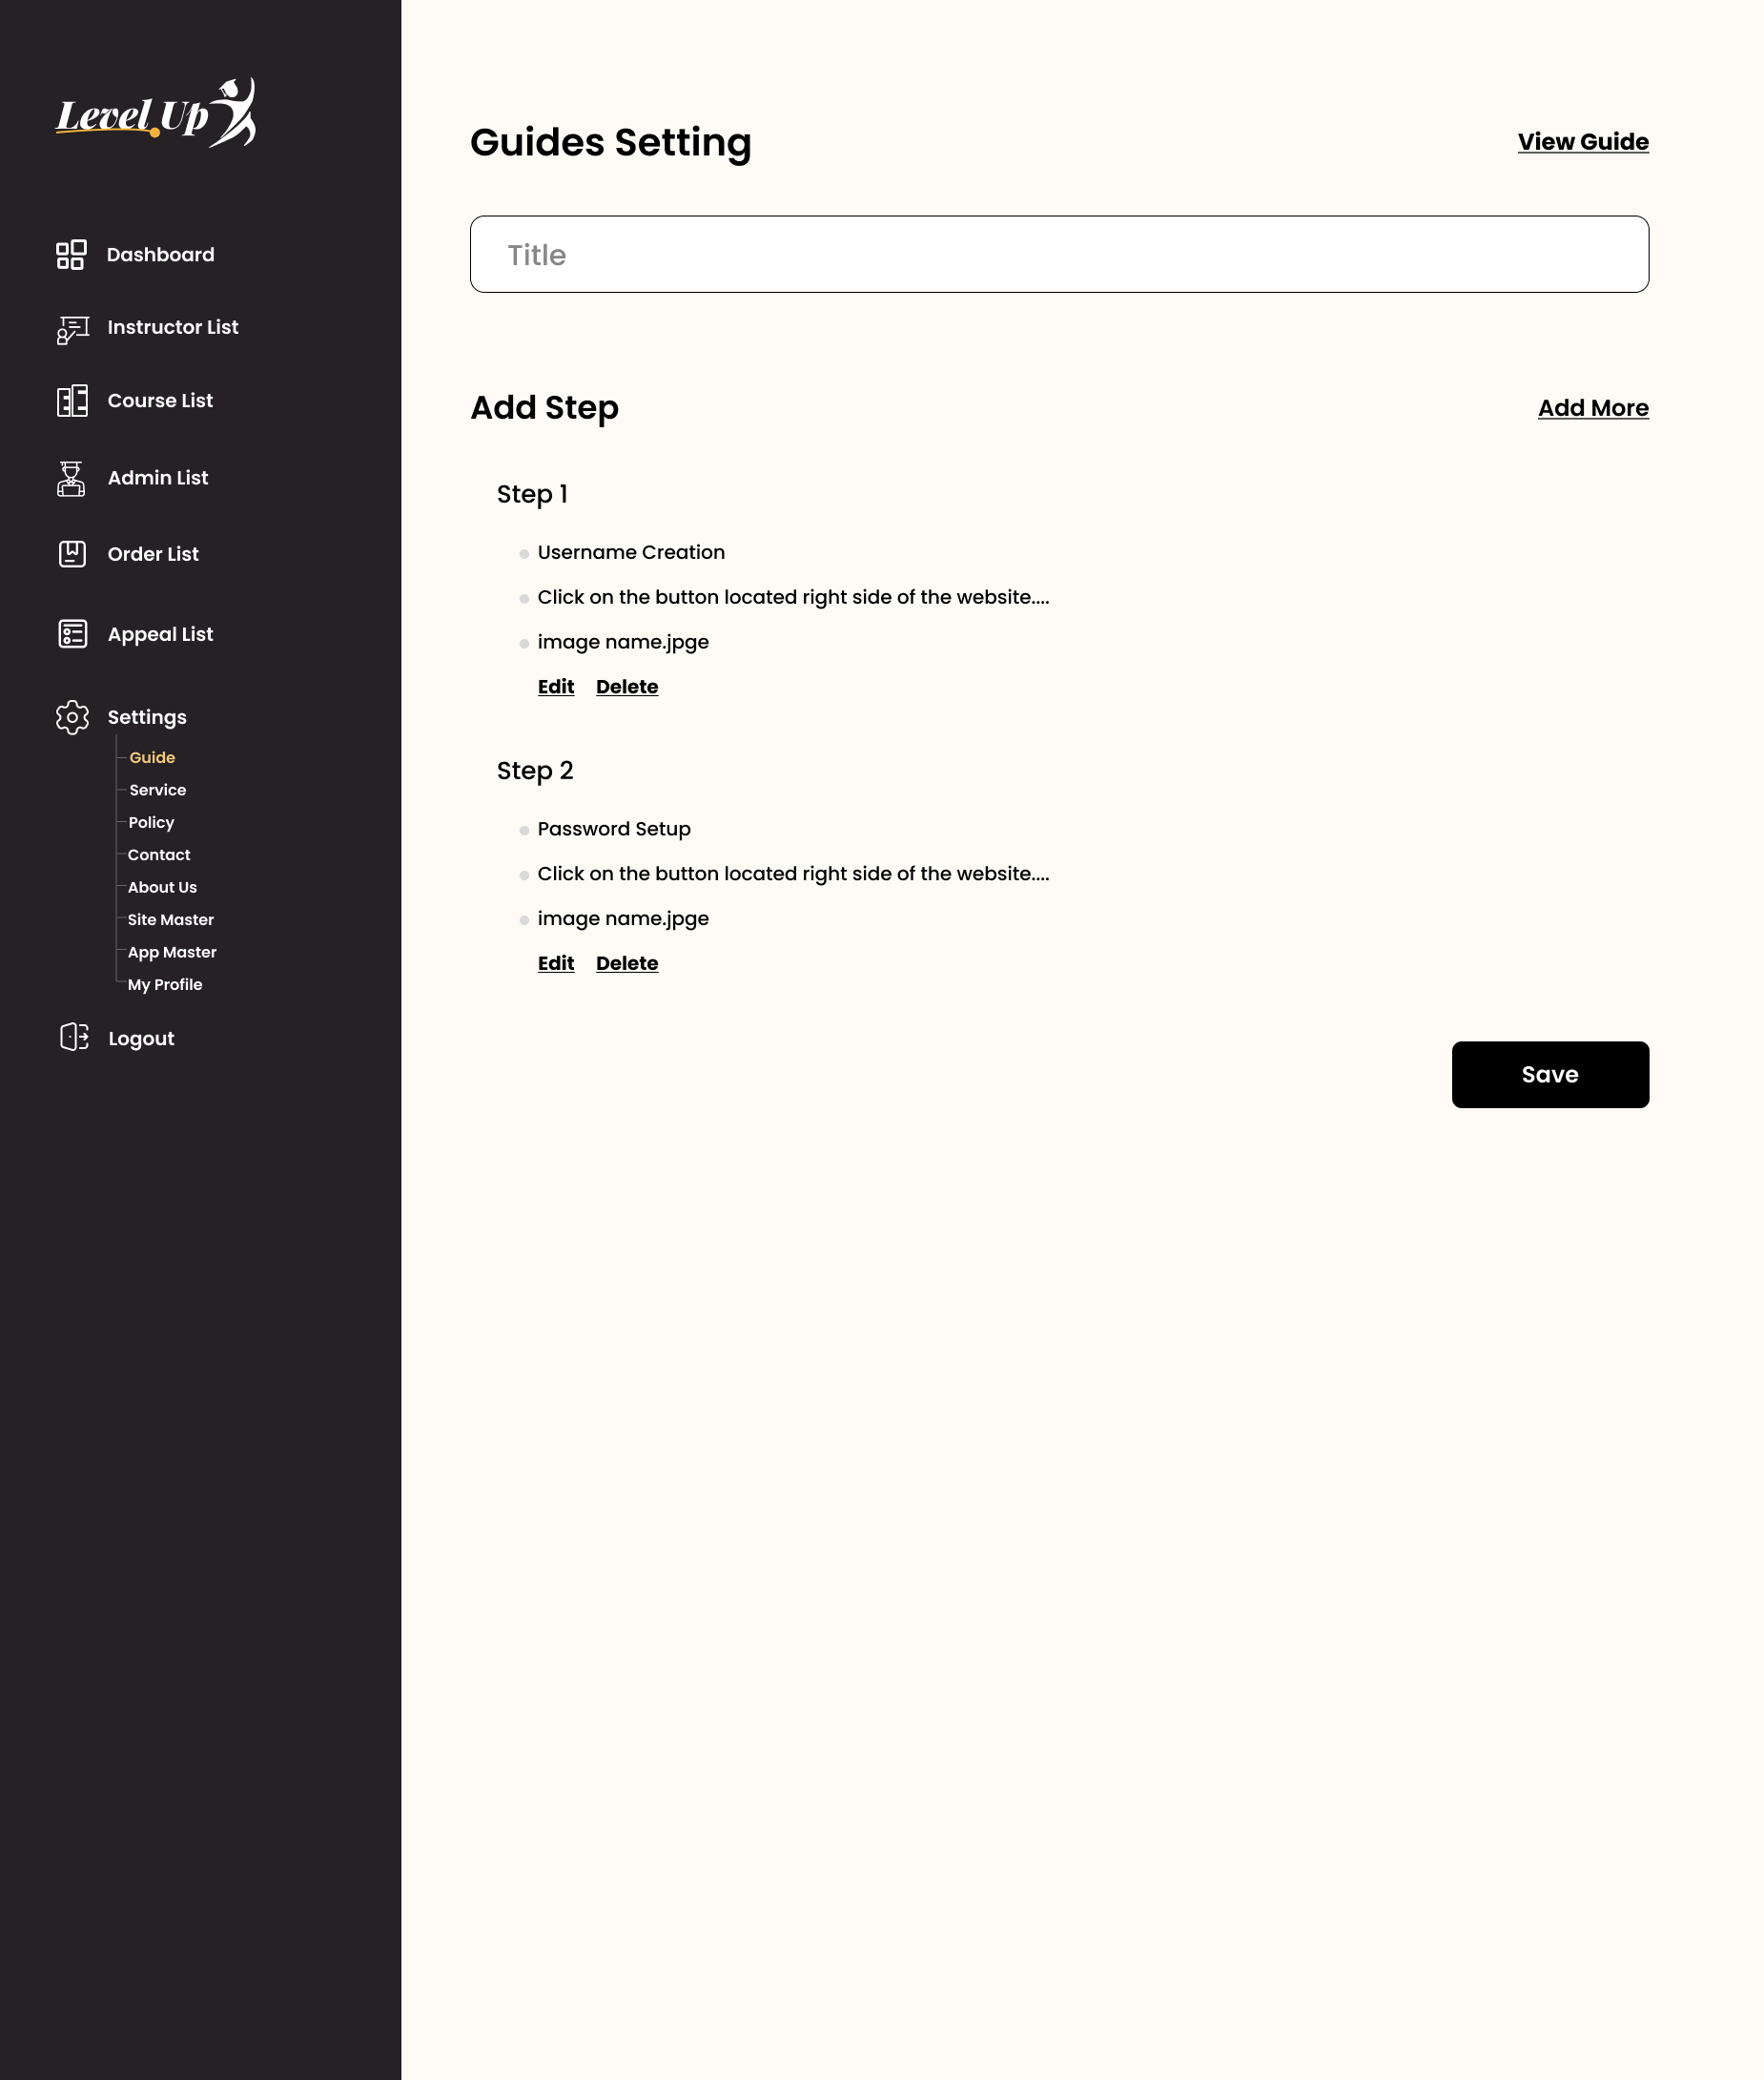 Level Up
Dashboard
Instructor List
Course List
Admin List
Order List
Appeal List
Settings
Guide
Service
Policy
Contact
About Us
Site Master
App Master
My Profile
Logout
Guides Setting
View Guide
Title
Add Step
Add More
Step 1
Username Creation
Click on the button located right side of the website....
image name.jpge
Edit Delete
Step 2
Password Setup
Click on the button located right side of the website....
image name.jpge
Edit Delete
Save